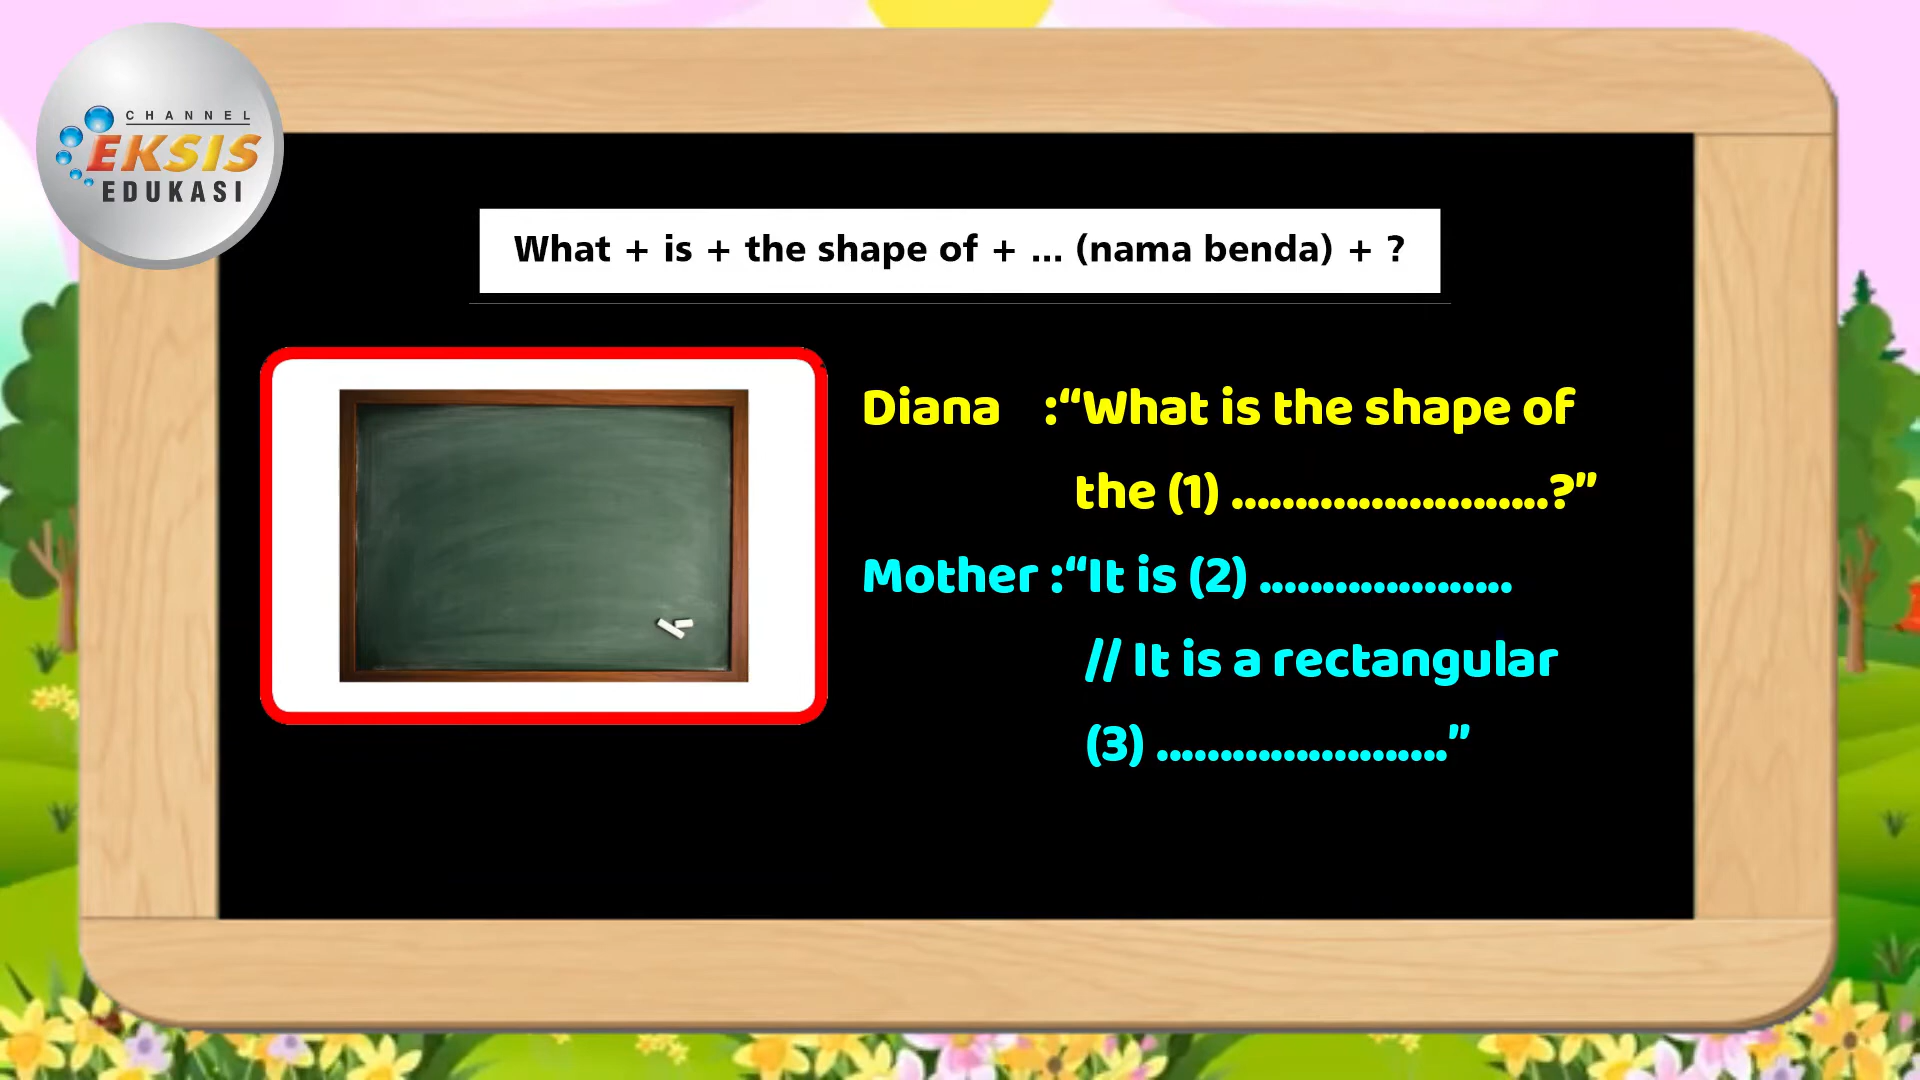 CHANNEL
EKSIS
EDUKASI
What + is + the shape of + ... (nama benda) + ?
Diana :“What is the shape of
the (1) .........................?”
Mother :“It is (2) ....................
// It is a rectangular
(3) .......................”